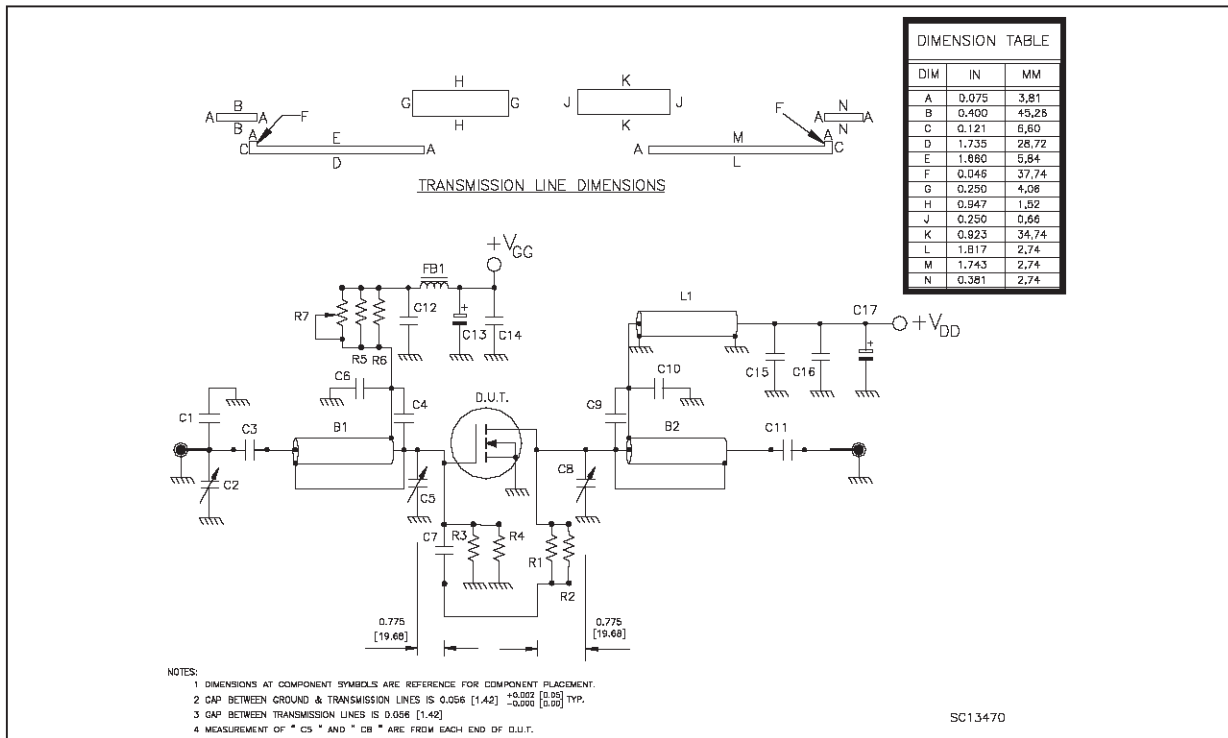 DIMENSION TABLE
DIM IN MM
A 0.075 3,81
B 0.400 45,26
C 0.121 6,60
D 1.735 28,72
E 1.860 5,84
F 0.046 37,74
G 0.250 4,06
H 0.947 1,52
J 0.250 0,66
K 0.923 34,74
L 1.817 2,74
M 1.743 2,74
N 0.381 2,74
H
K
B
G G
J J
N
A A
F
F
A A
B
H
K
N
A
E
M
A
C
A
A
C
D
L
TRANSMISSION LINE DIMENSIONS
+VGG
FB1
L1
C17
R7
C12
+
C13
C14
+VDD
R5 R6
C15
C16
+
C6
C10
C1
C4
D.U.T.
C9
C3
B1
B2
C11
C2
C5
C8
C7
R3
R4
R1
R2
0.775
[19.68]
0.775
[19.68]
NOTES:
1 DIMENSIONS AT COMPONENT SYMBOLS ARE REFERENCE FOR COMPONENT PLACEMENT.
2 GAP BETWEEN GROUND & TRANSMISSION LINES IS 0.056 [1.42] +0.002 [0.05] -0.000 [0.00] TYP.
3 GAP BETWEEN TRANSMISSION LINES IS 0.056 [1.42]
4 MEASUREMENT OF " C5 " AND " C8 " ARE FROM EACH END OF D.U.T.
SC13470